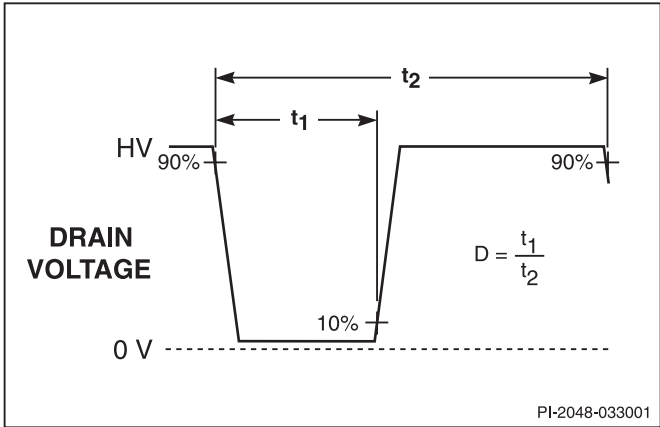 t2
t1
HV
90%
90%
DRAIN
VOLTAGE
D = t1
t2
10%
0 V
PI-2048-033001